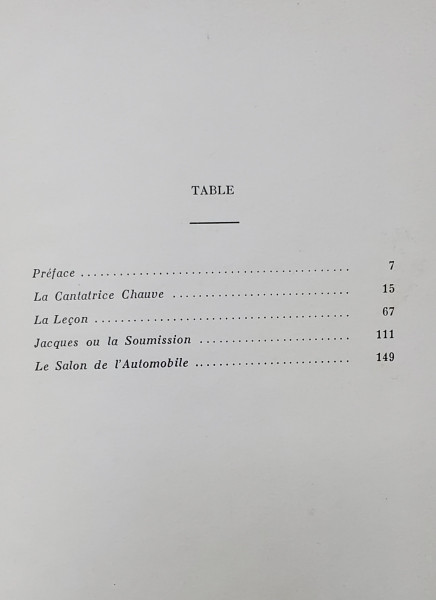 TABLE
Préface ........................................ 7
La Cantatrice Chauve ........................... 15
La Leçon ....................................... 67
Jacques ou la Soumission ....................... 111
Le Salon de l'Automobile ....................... 149